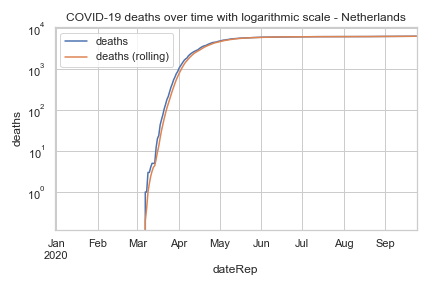 COVID-19 deaths over time with logarithmic scale - Netherlands
deaths
deaths (rolling)
10^4
10^3
10^2
10^1
10^0
deaths
Jan Feb Mar Apr May Jun Jul Aug Sep
2020
dateRep